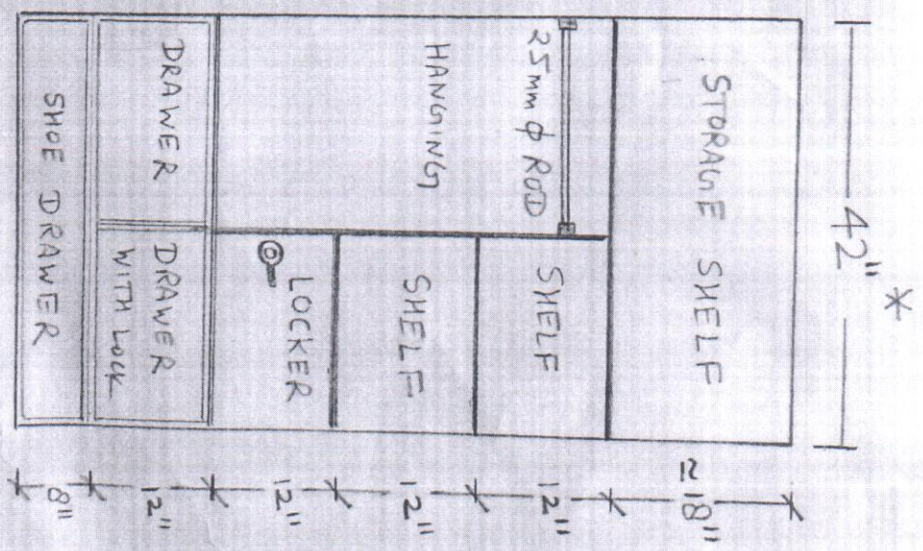 *
42"
STORAGE SHELF
≈18"
25mm ϕ ROD
HANGING
SHELF
12"
SHELF
12"
LOCKER
12"
DRAWER
DRAWER
WITH LOCK
12"
SHOE DRAWER
8"